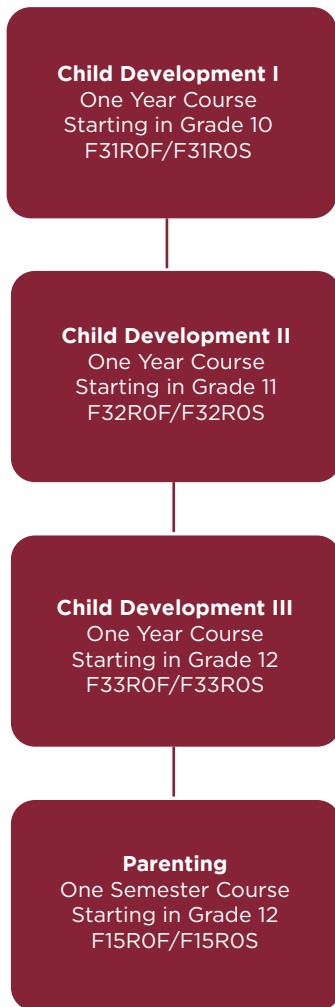 Child Development I
One Year Course
Starting in Grade 10
F31R0F/F31R0S
Child Development II
One Year Course
Starting in Grade 11
F32R0F/F32R0S
Child Development III
One Year Course
Starting in Grade 12
F33R0F/F33R0S
Parenting
One Semester Course
Starting in Grade 12
F15R0F/F15R0S